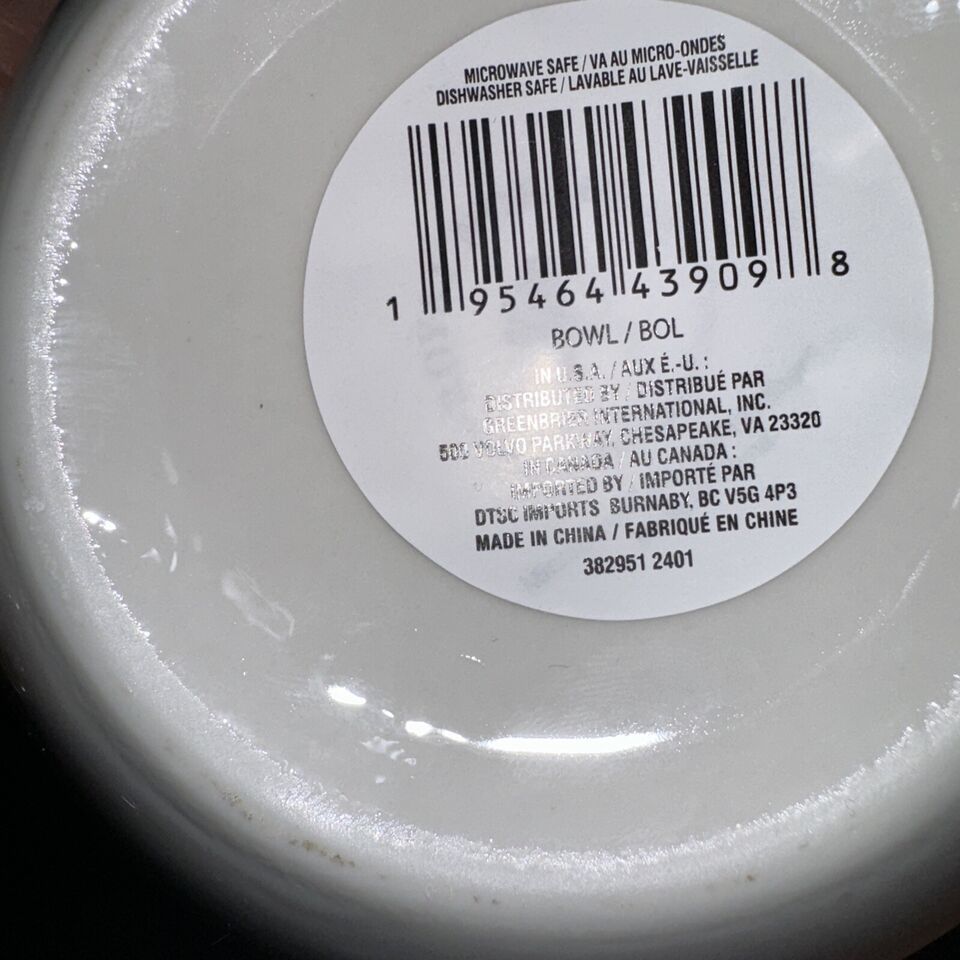 MICROWAVE SAFE / VA AU MICRO-ONDES
DISHWASHER SAFE / LAVABLE AU LAVE-VAISSELLE
1 95464 43909 8
BOWL / BOL
IN U.S.A. / AUX É.-U. :
DISTRIBUTED BY / DISTRIBUÉ PAR
GREENBRIER INTERNATIONAL, INC.
500 VOLVO PARKWAY, CHESAPEAKE, VA 23320
IN CANADA / AU CANADA :
IMPORTED BY / IMPORTÉ PAR
DTSC IMPORTS BURNABY, BC V5G 4P3
MADE IN CHINA / FABRIQUÉ EN CHINE
382951 2401